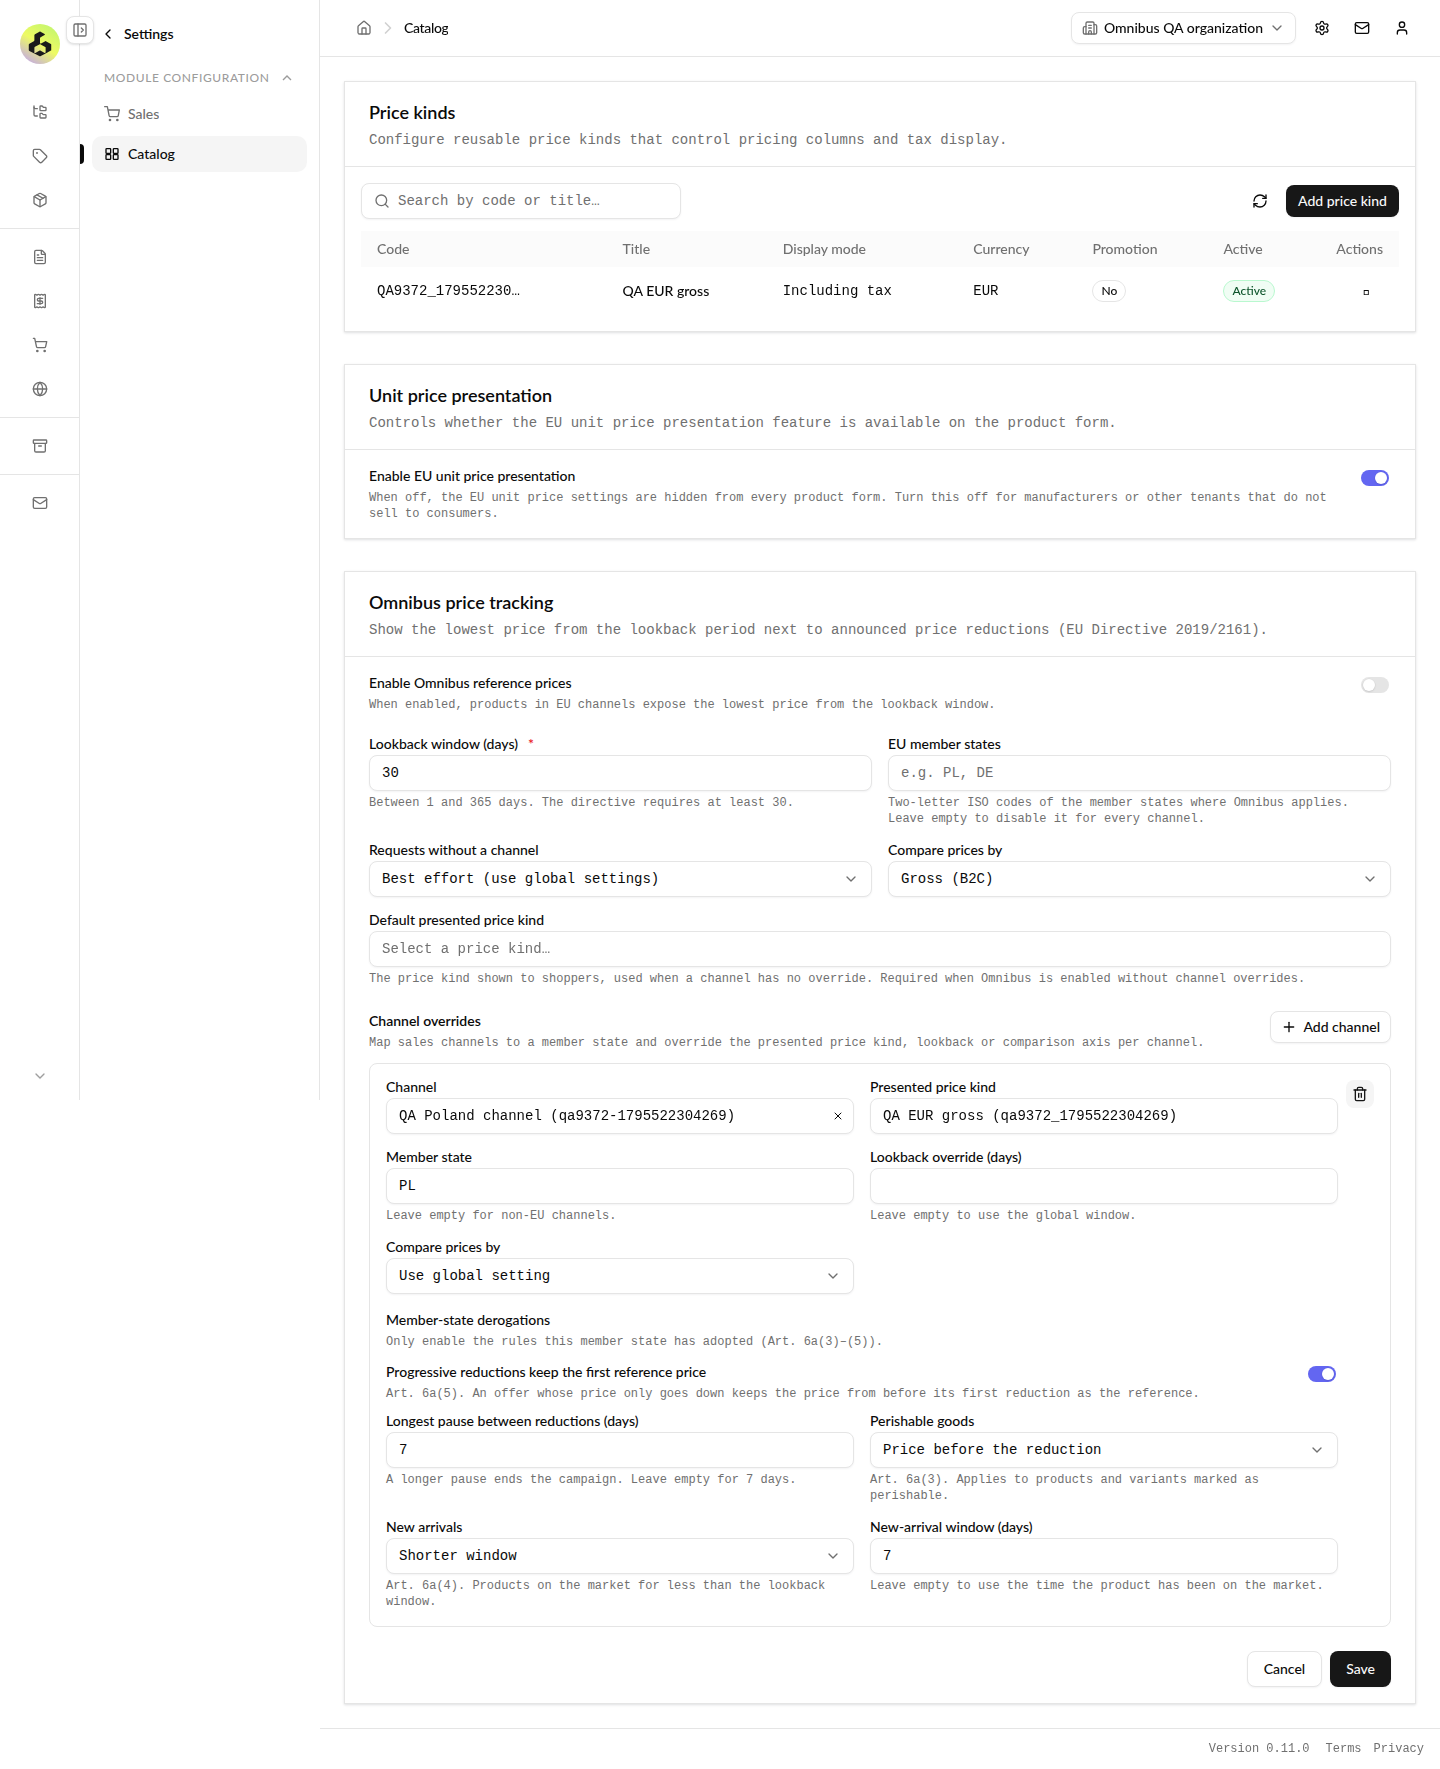 Settings
MODULE CONFIGURATION
Sales
Catalog
Catalog
Omnibus QA organization
Price kinds
Configure reusable price kinds that control pricing columns and tax display.
Search by code or title…
Add price kind
Code Title Display mode Currency Promotion Active Actions
QA9372_179552230… QA EUR gross Including tax EUR No Active
Unit price presentation
Controls whether the EU unit price presentation feature is available on the product form.
Enable EU unit price presentation
When off, the EU unit price settings are hidden from every product form. Turn this off for manufacturers or other tenants that do not
sell to consumers.
Omnibus price tracking
Show the lowest price from the lookback period next to announced price reductions (EU Directive 2019/2161).
Enable Omnibus reference prices
When enabled, products in EU channels expose the lowest price from the lookback window.
Lookback window (days) *
30
Between 1 and 365 days. The directive requires at least 30.
EU member states
e.g. PL, DE
Two-letter ISO codes of the member states where Omnibus applies.
Leave empty to disable it for every channel.
Requests without a channel
Best effort (use global settings)
Compare prices by
Gross (B2C)
Default presented price kind
Select a price kind…
The price kind shown to shoppers, used when a channel has no override. Required when Omnibus is enabled without channel overrides.
Channel overrides
Map sales channels to a member state and override the presented price kind, lookback or comparison axis per channel.
Add channel
Channel
QA Poland channel (qa9372-1795522304269)
Presented price kind
QA EUR gross (qa9372_1795522304269)
Member state
PL
Leave empty for non-EU channels.
Lookback override (days)
Leave empty to use the global window.
Compare prices by
Use global setting
Member-state derogations
Only enable the rules this member state has adopted (Art. 6a(3)–(5)).
Progressive reductions keep the first reference price
Art. 6a(5). An offer whose price only goes down keeps the price from before its first reduction as the reference.
Longest pause between reductions (days)
7
A longer pause ends the campaign. Leave empty for 7 days.
Perishable goods
Price before the reduction
Art. 6a(3). Applies to products and variants marked as
perishable.
New arrivals
Shorter window
Art. 6a(4). Products on the market for less than the lookback
window.
New-arrival window (days)
7
Leave empty to use the time the product has been on the market.
Cancel
Save
Version 0.11.0 Terms Privacy